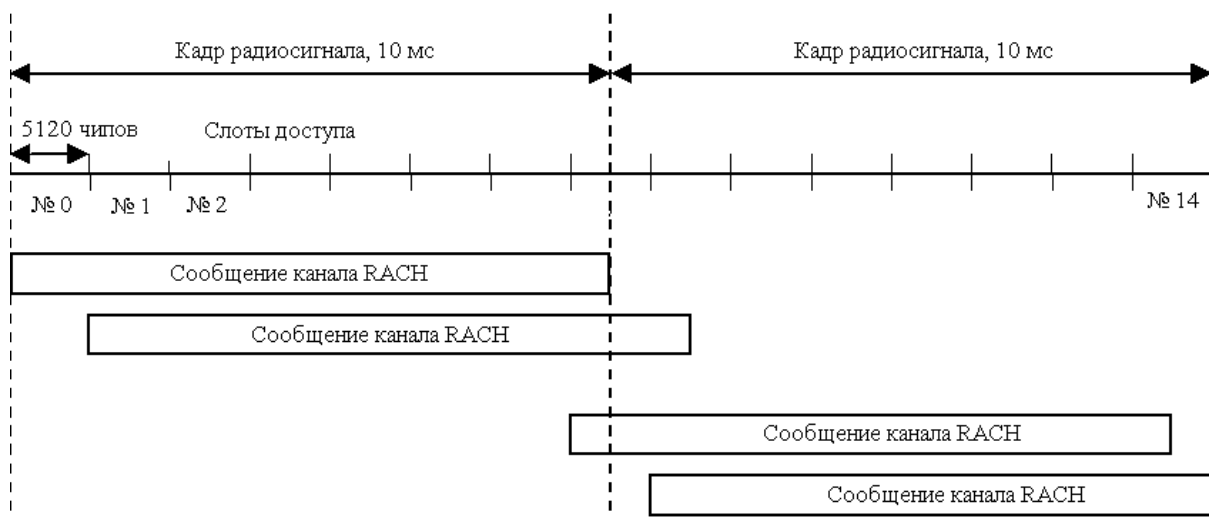 Кадр радиосигнала, 10 мс
Кадр радиосигнала, 10 мс
5120 чипов
Слоты доступа
№ 0
№ 1
№ 2
№ 14
Сообщение канала RACH
Сообщение канала RACH
Сообщение канала RACH
Сообщение канала RACH